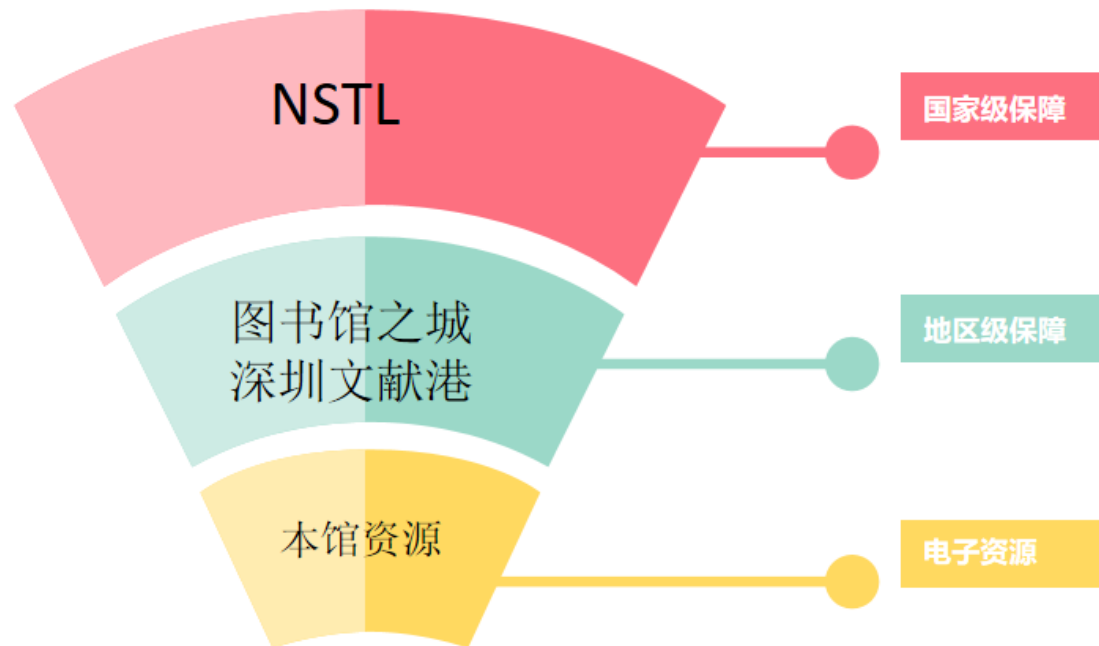 NSTL
国家级保障
图书馆之城
深圳文献港
地区级保障
本馆资源
电子资源